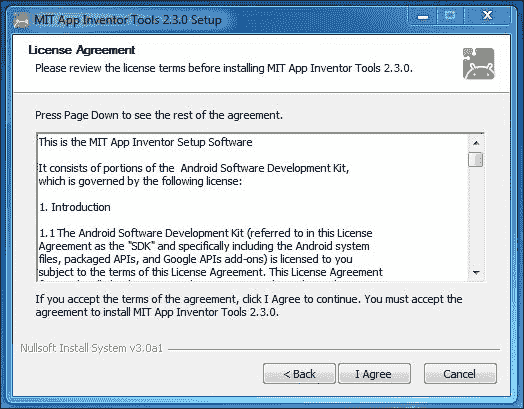 MIT App Inventor Tools 2.3.0 Setup
License Agreement
Please review the license terms before installing MIT App Inventor Tools 2.3.0.
Press Page Down to see the rest of the agreement.
This is the MIT App Inventor Setup Software
It consists of portions of the Android Software Development Kit,
which is governed by the following license:
1. Introduction
1.1 The Android Software Development Kit (referred to in this License
Agreement as the "SDK" and specifically including the Android system
files, packaged APIs, and Google APIs add-ons) is licensed to you
subject to the terms of this License Agreement. This License Agreement
If you accept the terms of the agreement, click I Agree to continue. You must accept the
agreement to install MIT App Inventor Tools 2.3.0.
Nullsoft Install System v3.0a1
< Back
I Agree
Cancel